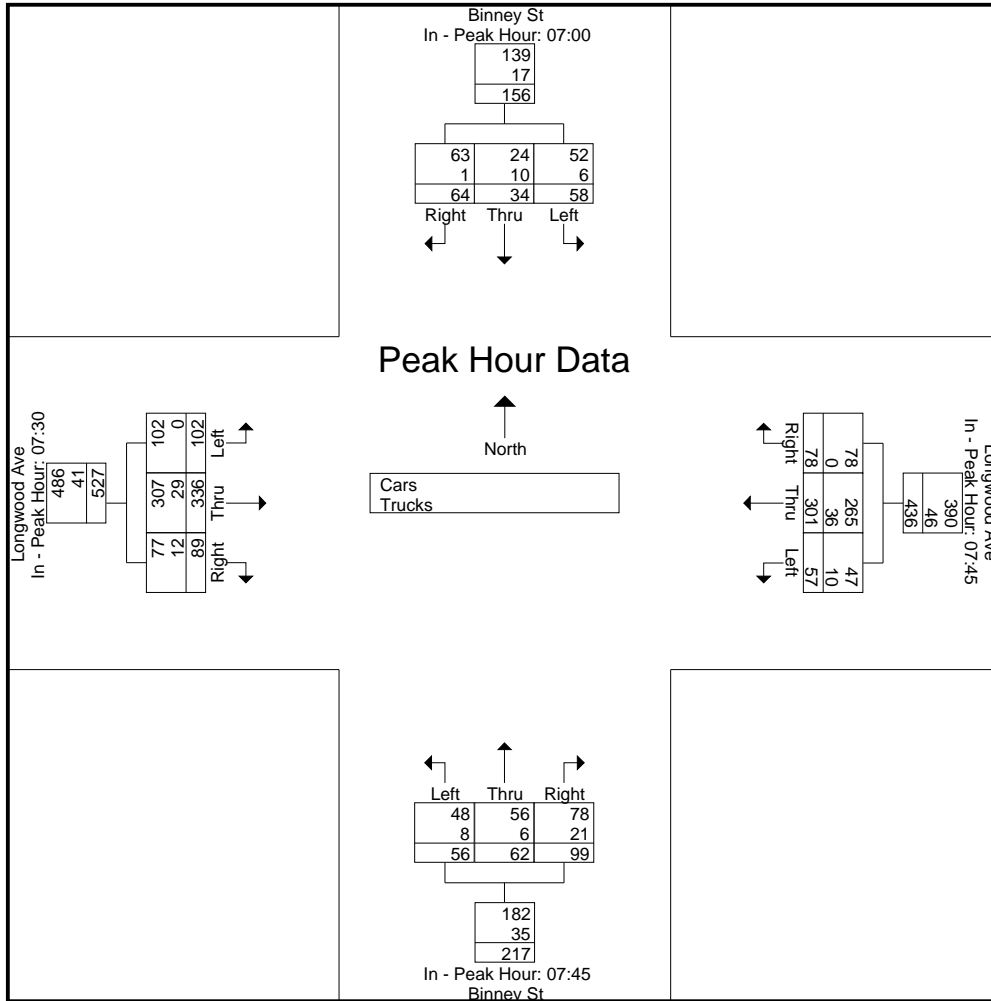 Binney St
In - Peak Hour: 07:00
139
17
156
63 24 52
1 10 6
64 34 58
Right Thru Left
Peak Hour Data
North
Cars
Trucks
Longwood Ave
In - Peak Hour: 07:30
486
41
527
102 0 102
Left
307 29 336
Thru
77 12 89
Right
Longwood Ave
In - Peak Hour: 07:45
390
46
436
78 0 78
Right
265 36 301
Thru
47 10 57
Left
Left Thru Right
48 56 78
8 6 21
56 62 99
182
35
217
In - Peak Hour: 07:45
Binney St